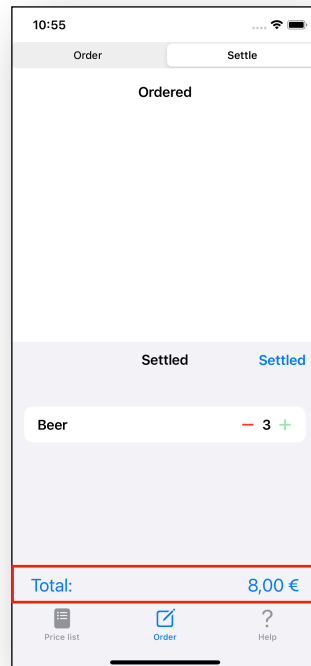 10:55
Order Settle
Ordered
Settled Settled
Beer 3
Total: 8,00 €
Price list Order Help